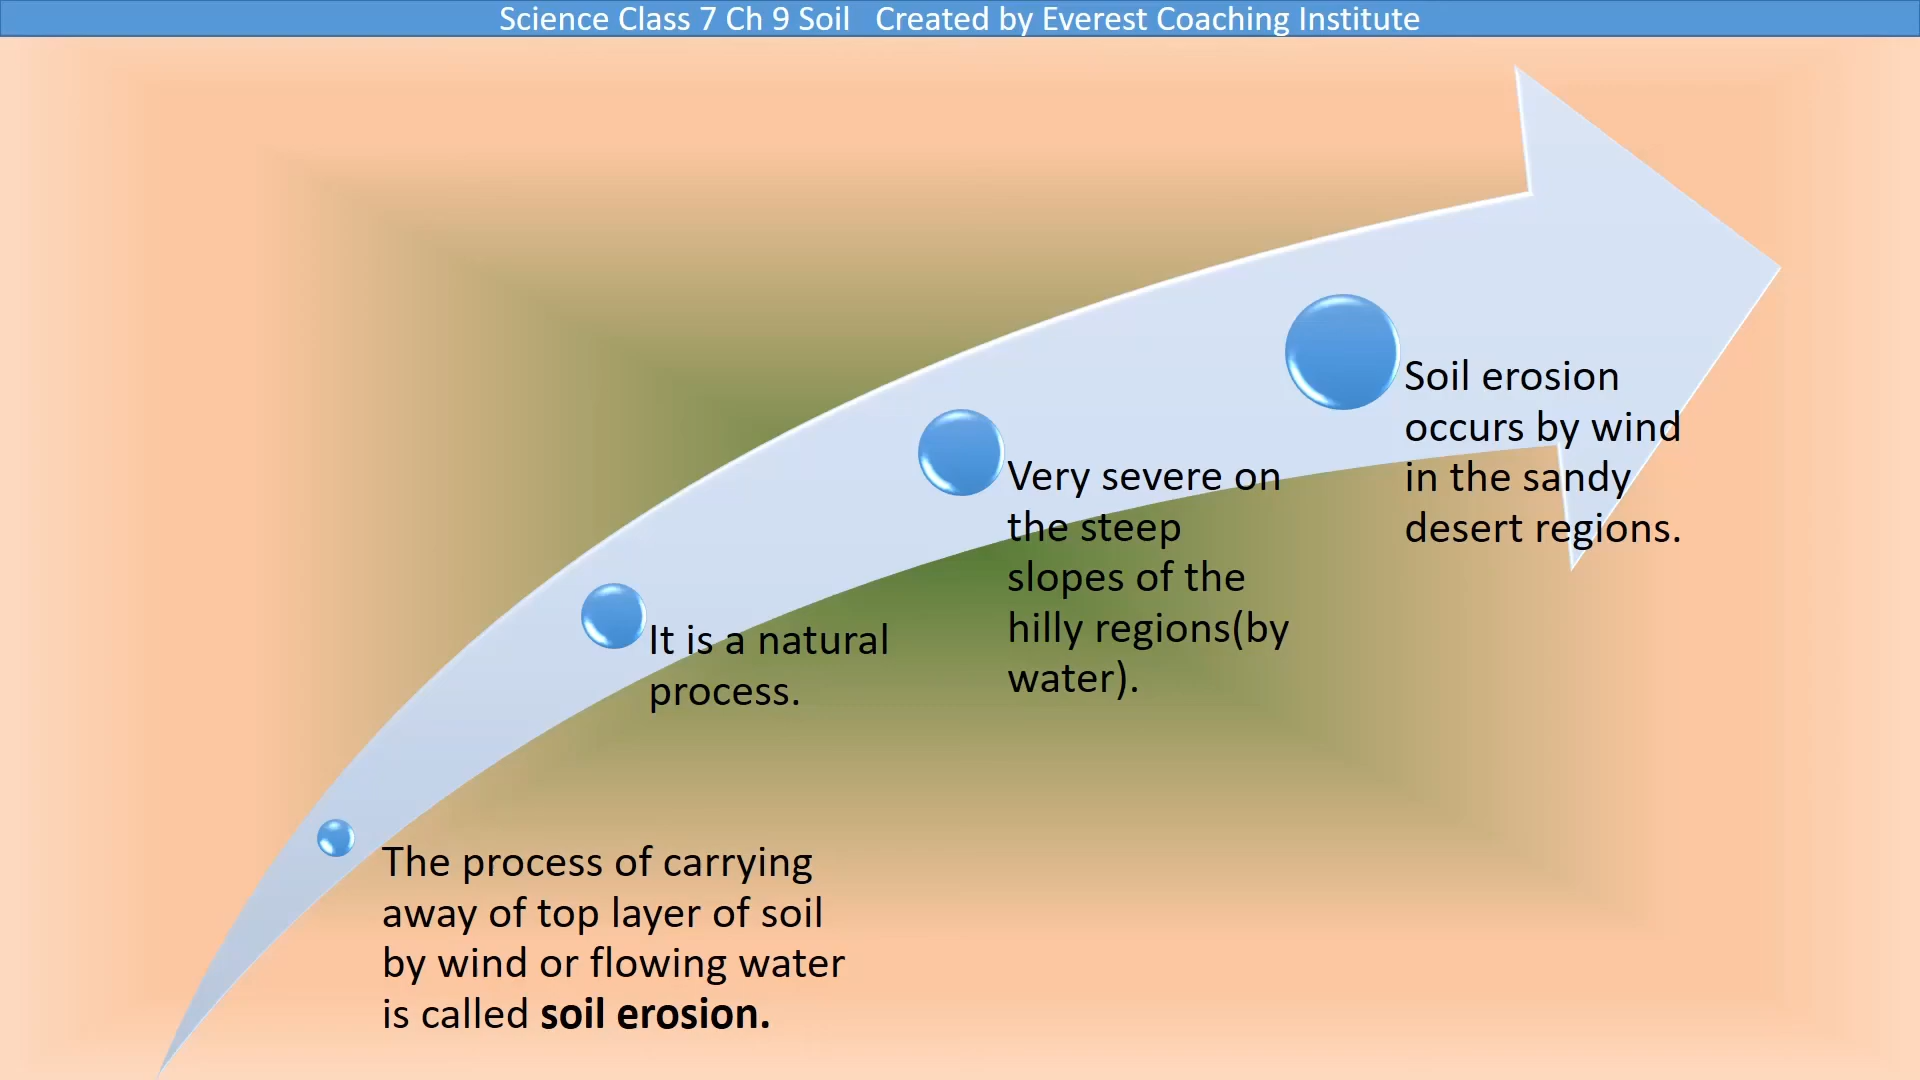 Science Class 7 Ch 9 Soil   Created by Everest Coaching Institute
The process of carrying
away of top layer of soil
by wind or flowing water
is called soil erosion.
It is a natural
process.
Very severe on
the steep
slopes of the
hilly regions(by
water).
Soil erosion
occurs by wind
in the sandy
desert regions.